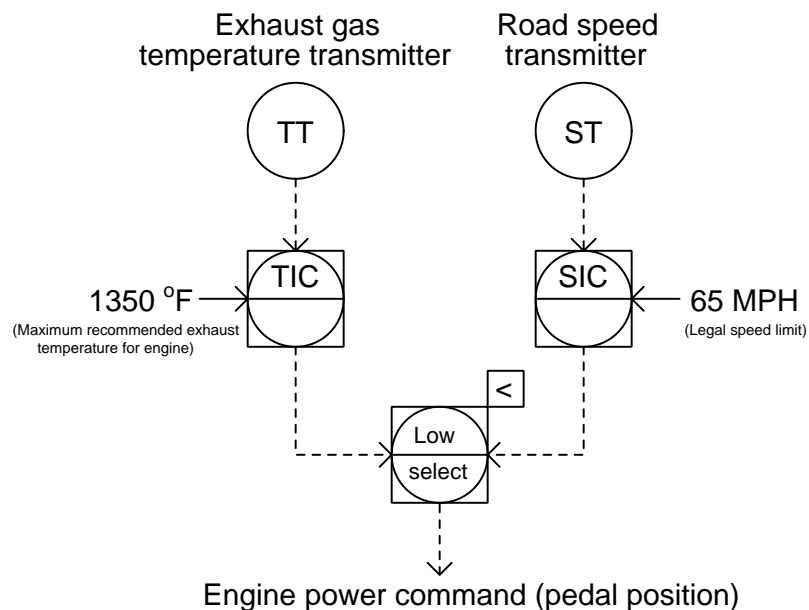 Exhaust gas
temperature transmitter
Road speed
transmitter
TT
ST
TIC
SIC
1350 °F
(Maximum recommended exhaust
temperature for engine)
65 MPH
(Legal speed limit)
<
Low
select
Engine power command (pedal position)